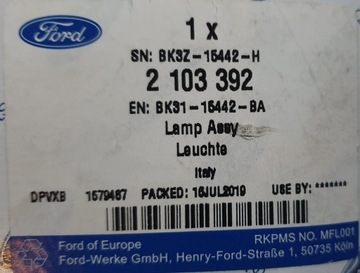 Ford
1 x
SN: BK3Z-15442-H
2 103 392
EN: BK31-15442-BA
Lamp Assy
Leuchte
Italy
DPVXB 1579487 PACKED: 16JUL2019 USE BY: *******
Ford of Europe RKPMS NO. MFL001
Ford-Werke GmbH, Henry-Ford-Straße 1, 50735 Köln